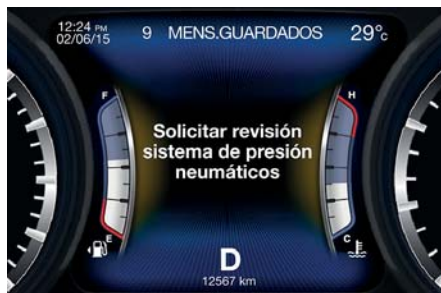 12:24 PM
02/06/15
9 MENS.GUARDADOS
29°c
F
H
Solicitar revisión
sistema de presión
neumáticos
E
C
D
12567 km